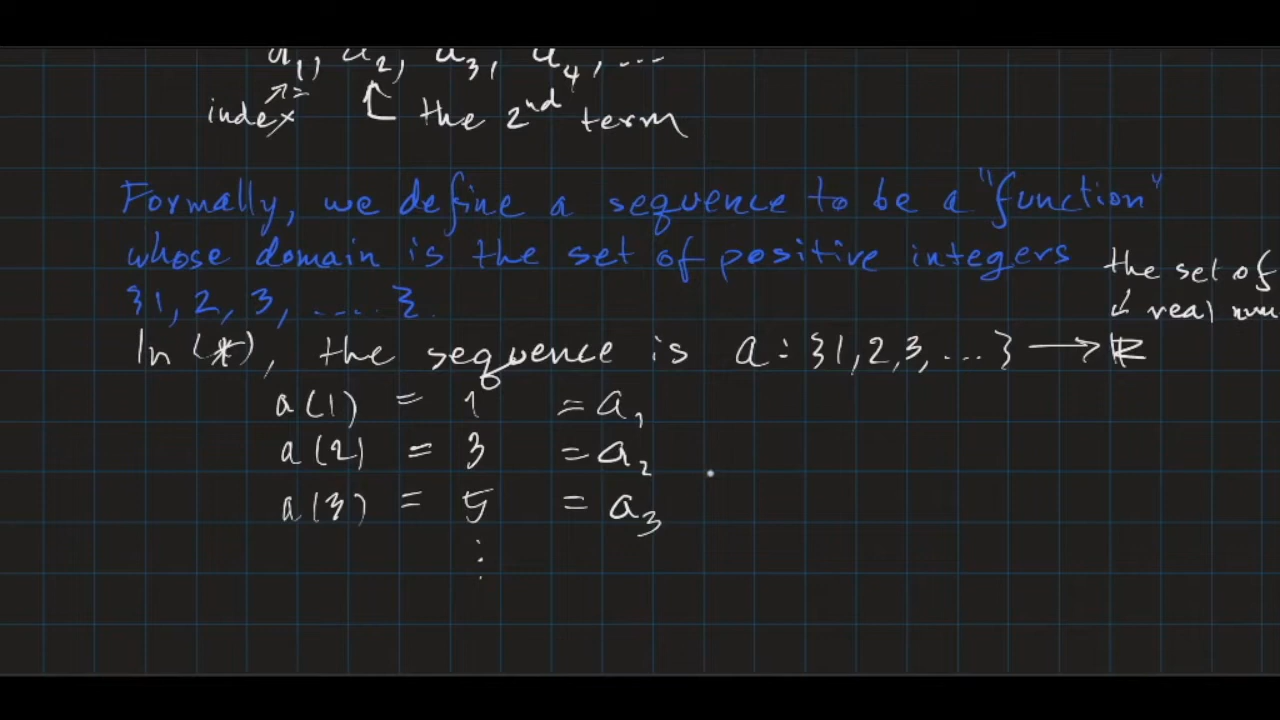 a₁, a₂, a₃, a₄, ...
index the 2nd term
Formally, we define a sequence to be a "function"
whose domain is the set of positive integers
{1, 2, 3, ..... }.
the set of
real
In (*), the sequence is a : {1, 2, 3, ... } → ℝ
a(1) = 1 = a₁
a(2) = 3 = a₂
a(3) = 5 = a₃
⋮